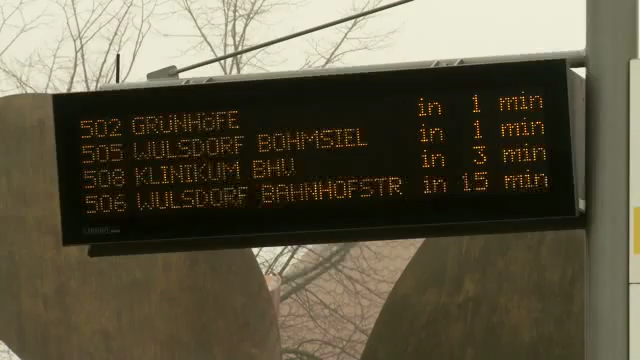 502 GRÜNHÖFE in 1 min
505 WULSDORF BOHMSIEL in 1 min
508 KLINIKUM BHV in 3 min
506 WULSDORF BAHNHOFSTR in 15 min